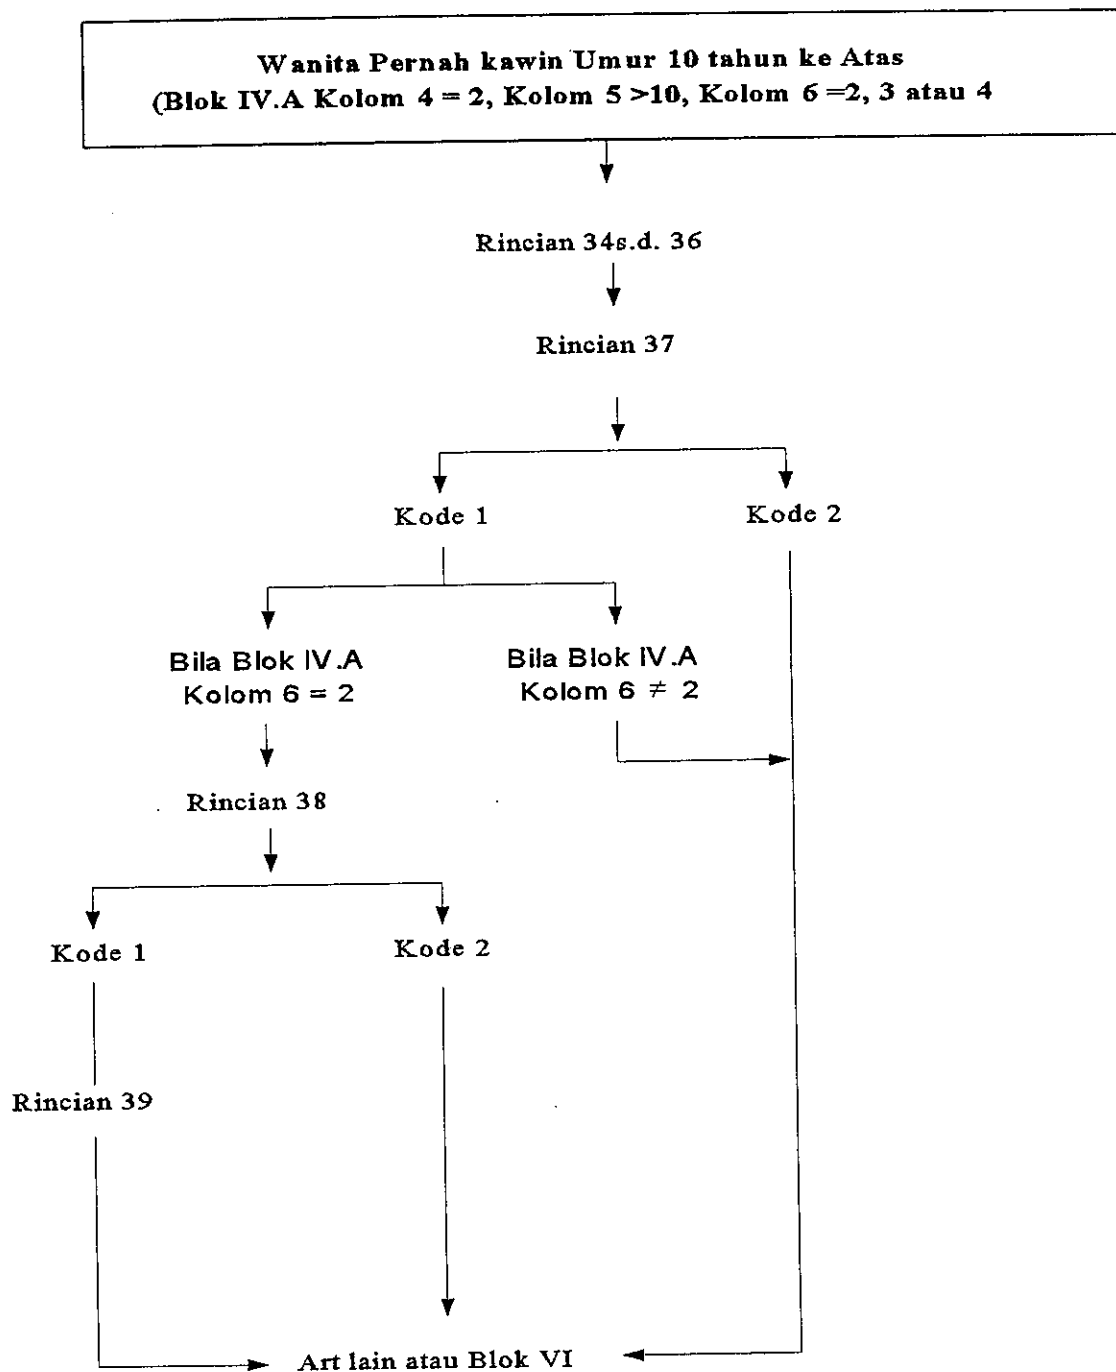 Wanita Pernah kawin Umur 10 tahun ke Atas
(Blok IV.A Kolom 4 = 2, Kolom 5 >10, Kolom 6 =2, 3 atau 4
Rincian 34s.d. 36
Rincian 37
Kode 1
Kode 2
Bila Blok IV.A
Kolom 6 = 2
Bila Blok IV.A
Kolom 6 ≠ 2
Rincian 38
Kode 1
Kode 2
Rincian 39
Art lain atau Blok VI